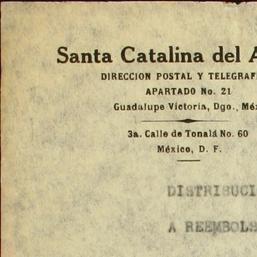 Santa Catalina del A
DIRECCION POSTAL Y TELEGRAF
APARTADO No. 21
Guadalupe Victoria, Dgo., Méx
3a. Calle de Tonalá No. 60
México, D. F.
DISTRIBUCI
A REEMBOLS